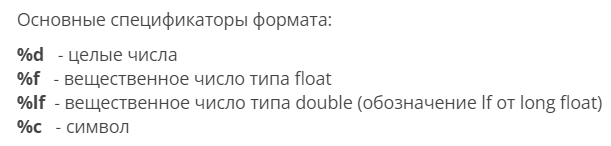 Основные спецификаторы формата:
%d - целые числа
%f - вещественное число типа float
%lf - вещественное число типа double (обозначение lf от long float)
%c - символ